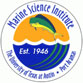 Marine Science Institute
Est. 1946
The University of Texas at Austin • Port Aransas